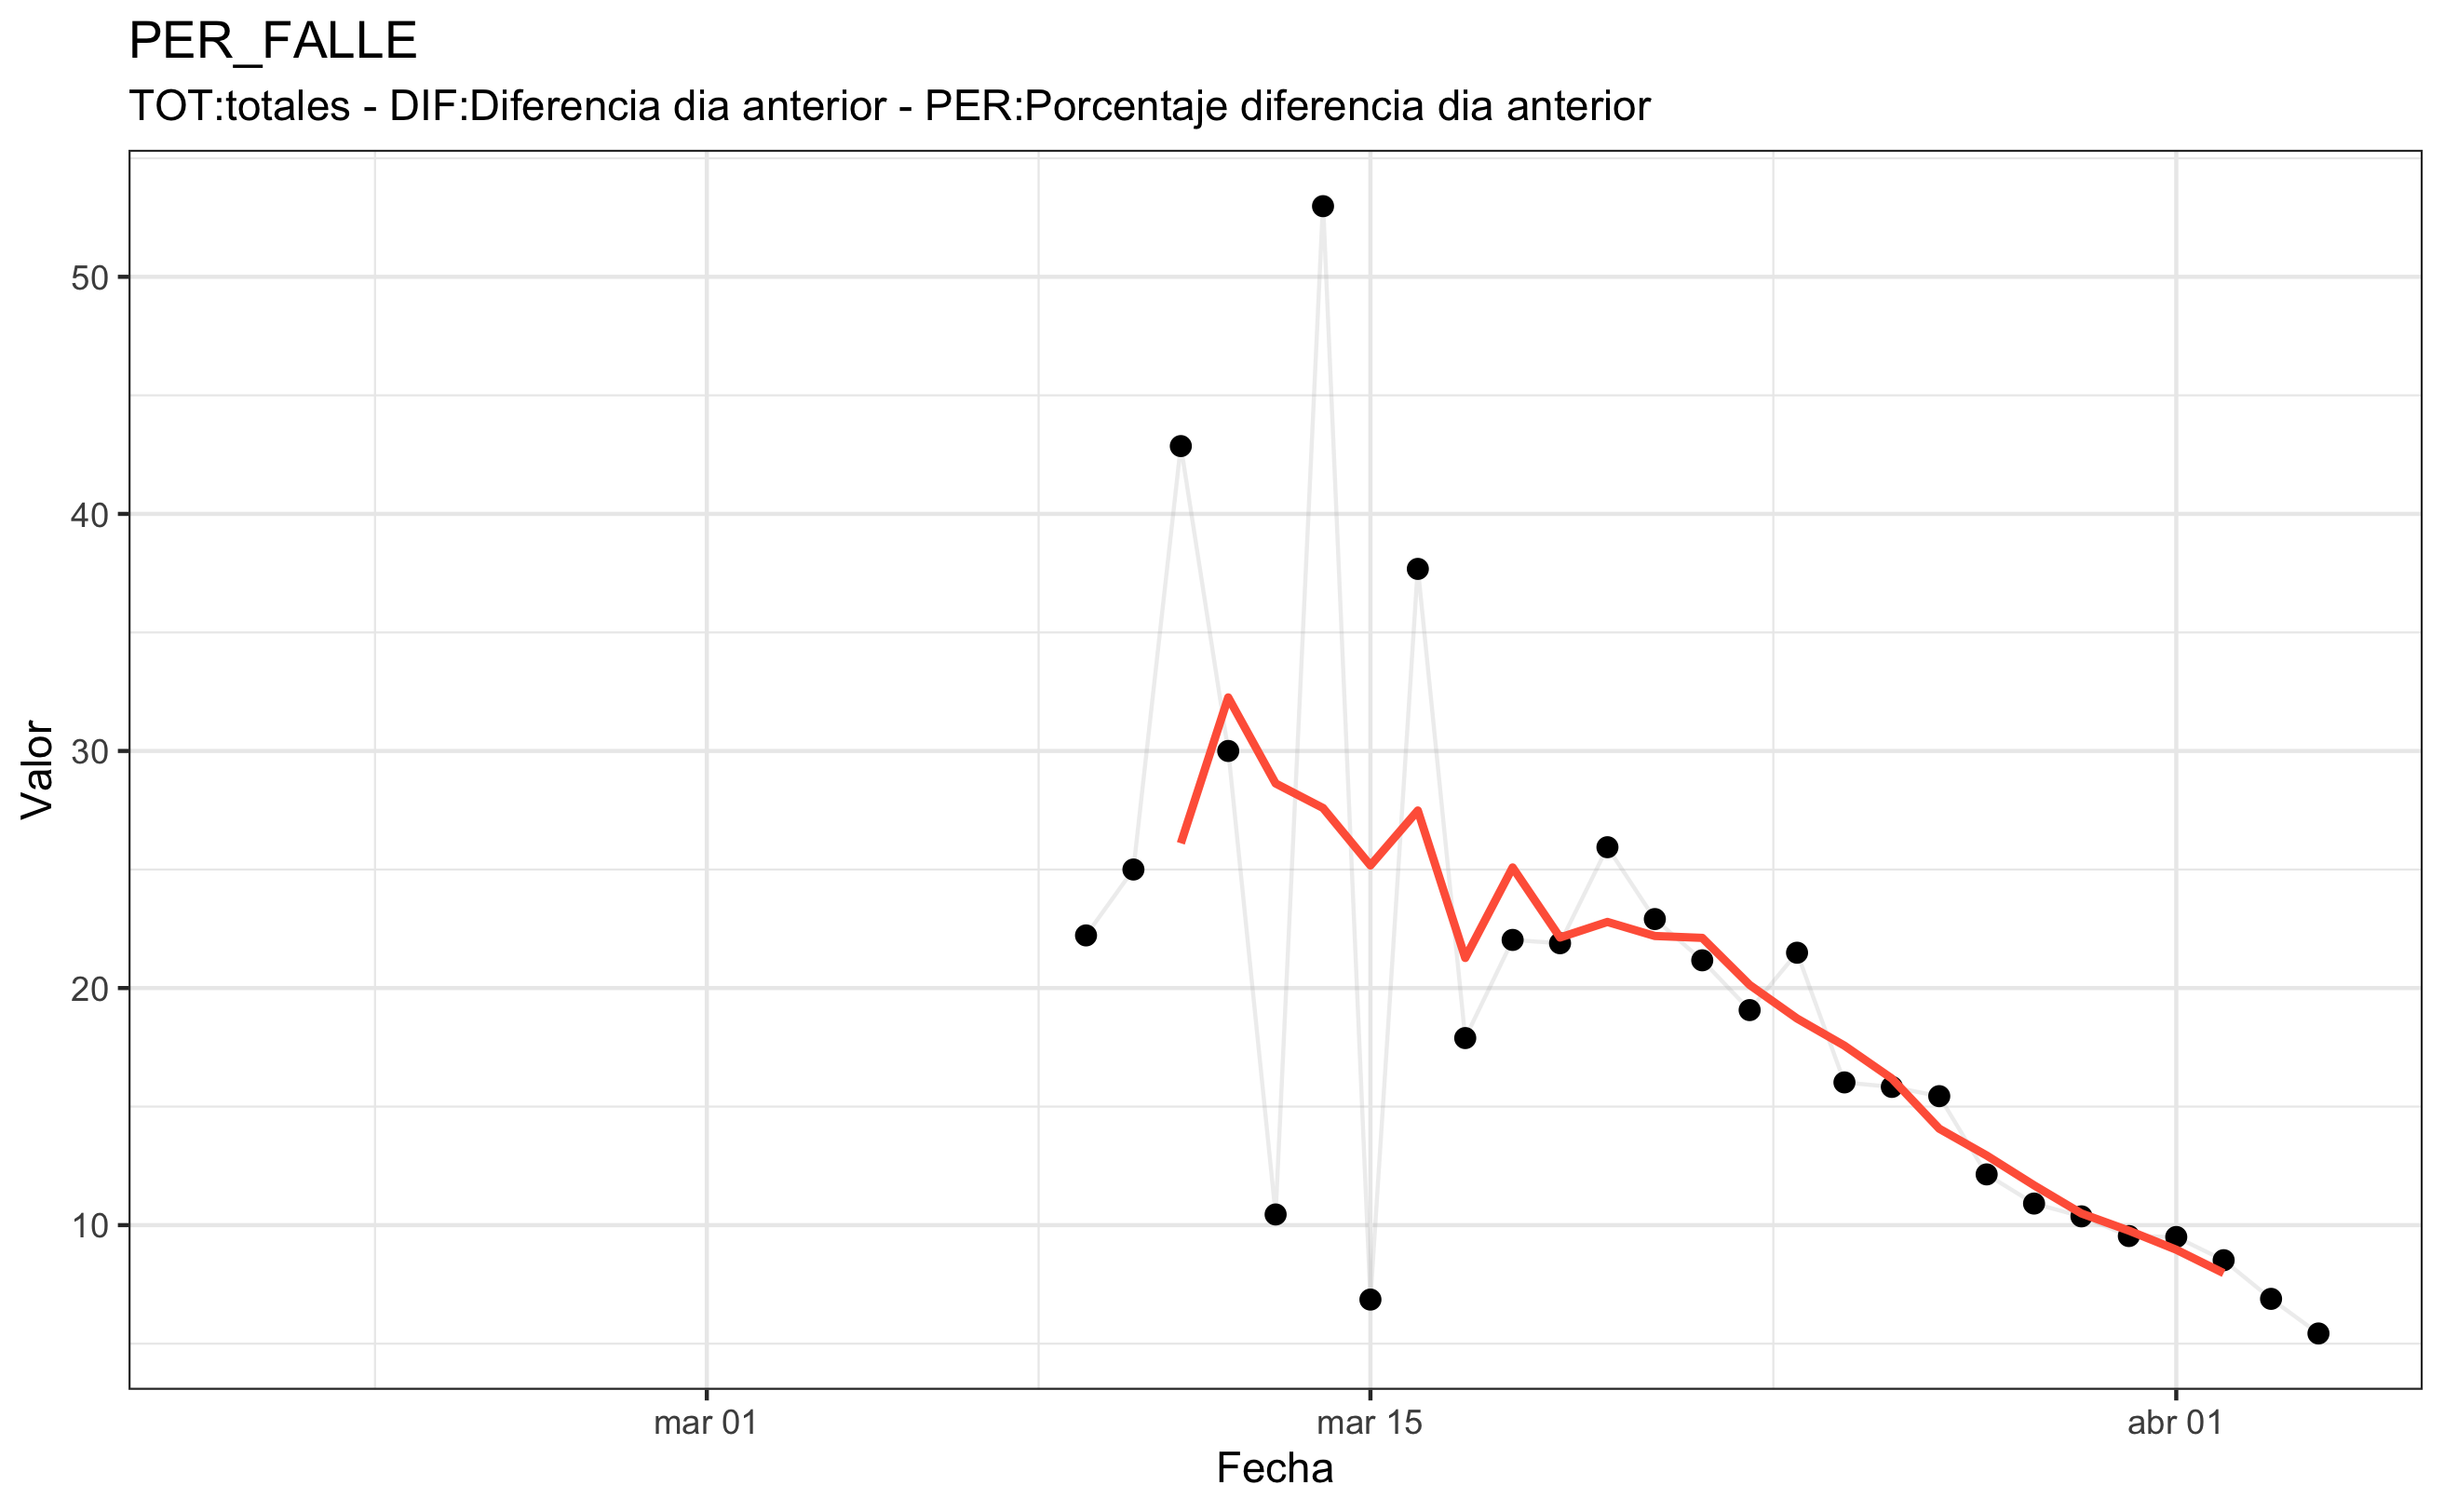 PER_FALLE
TOT:totales - DIF:Diferencia dia anterior - PER:Porcentaje diferencia dia anterior
Valor
50
40
30
20
10
mar 01
mar 15
abr 01
Fecha